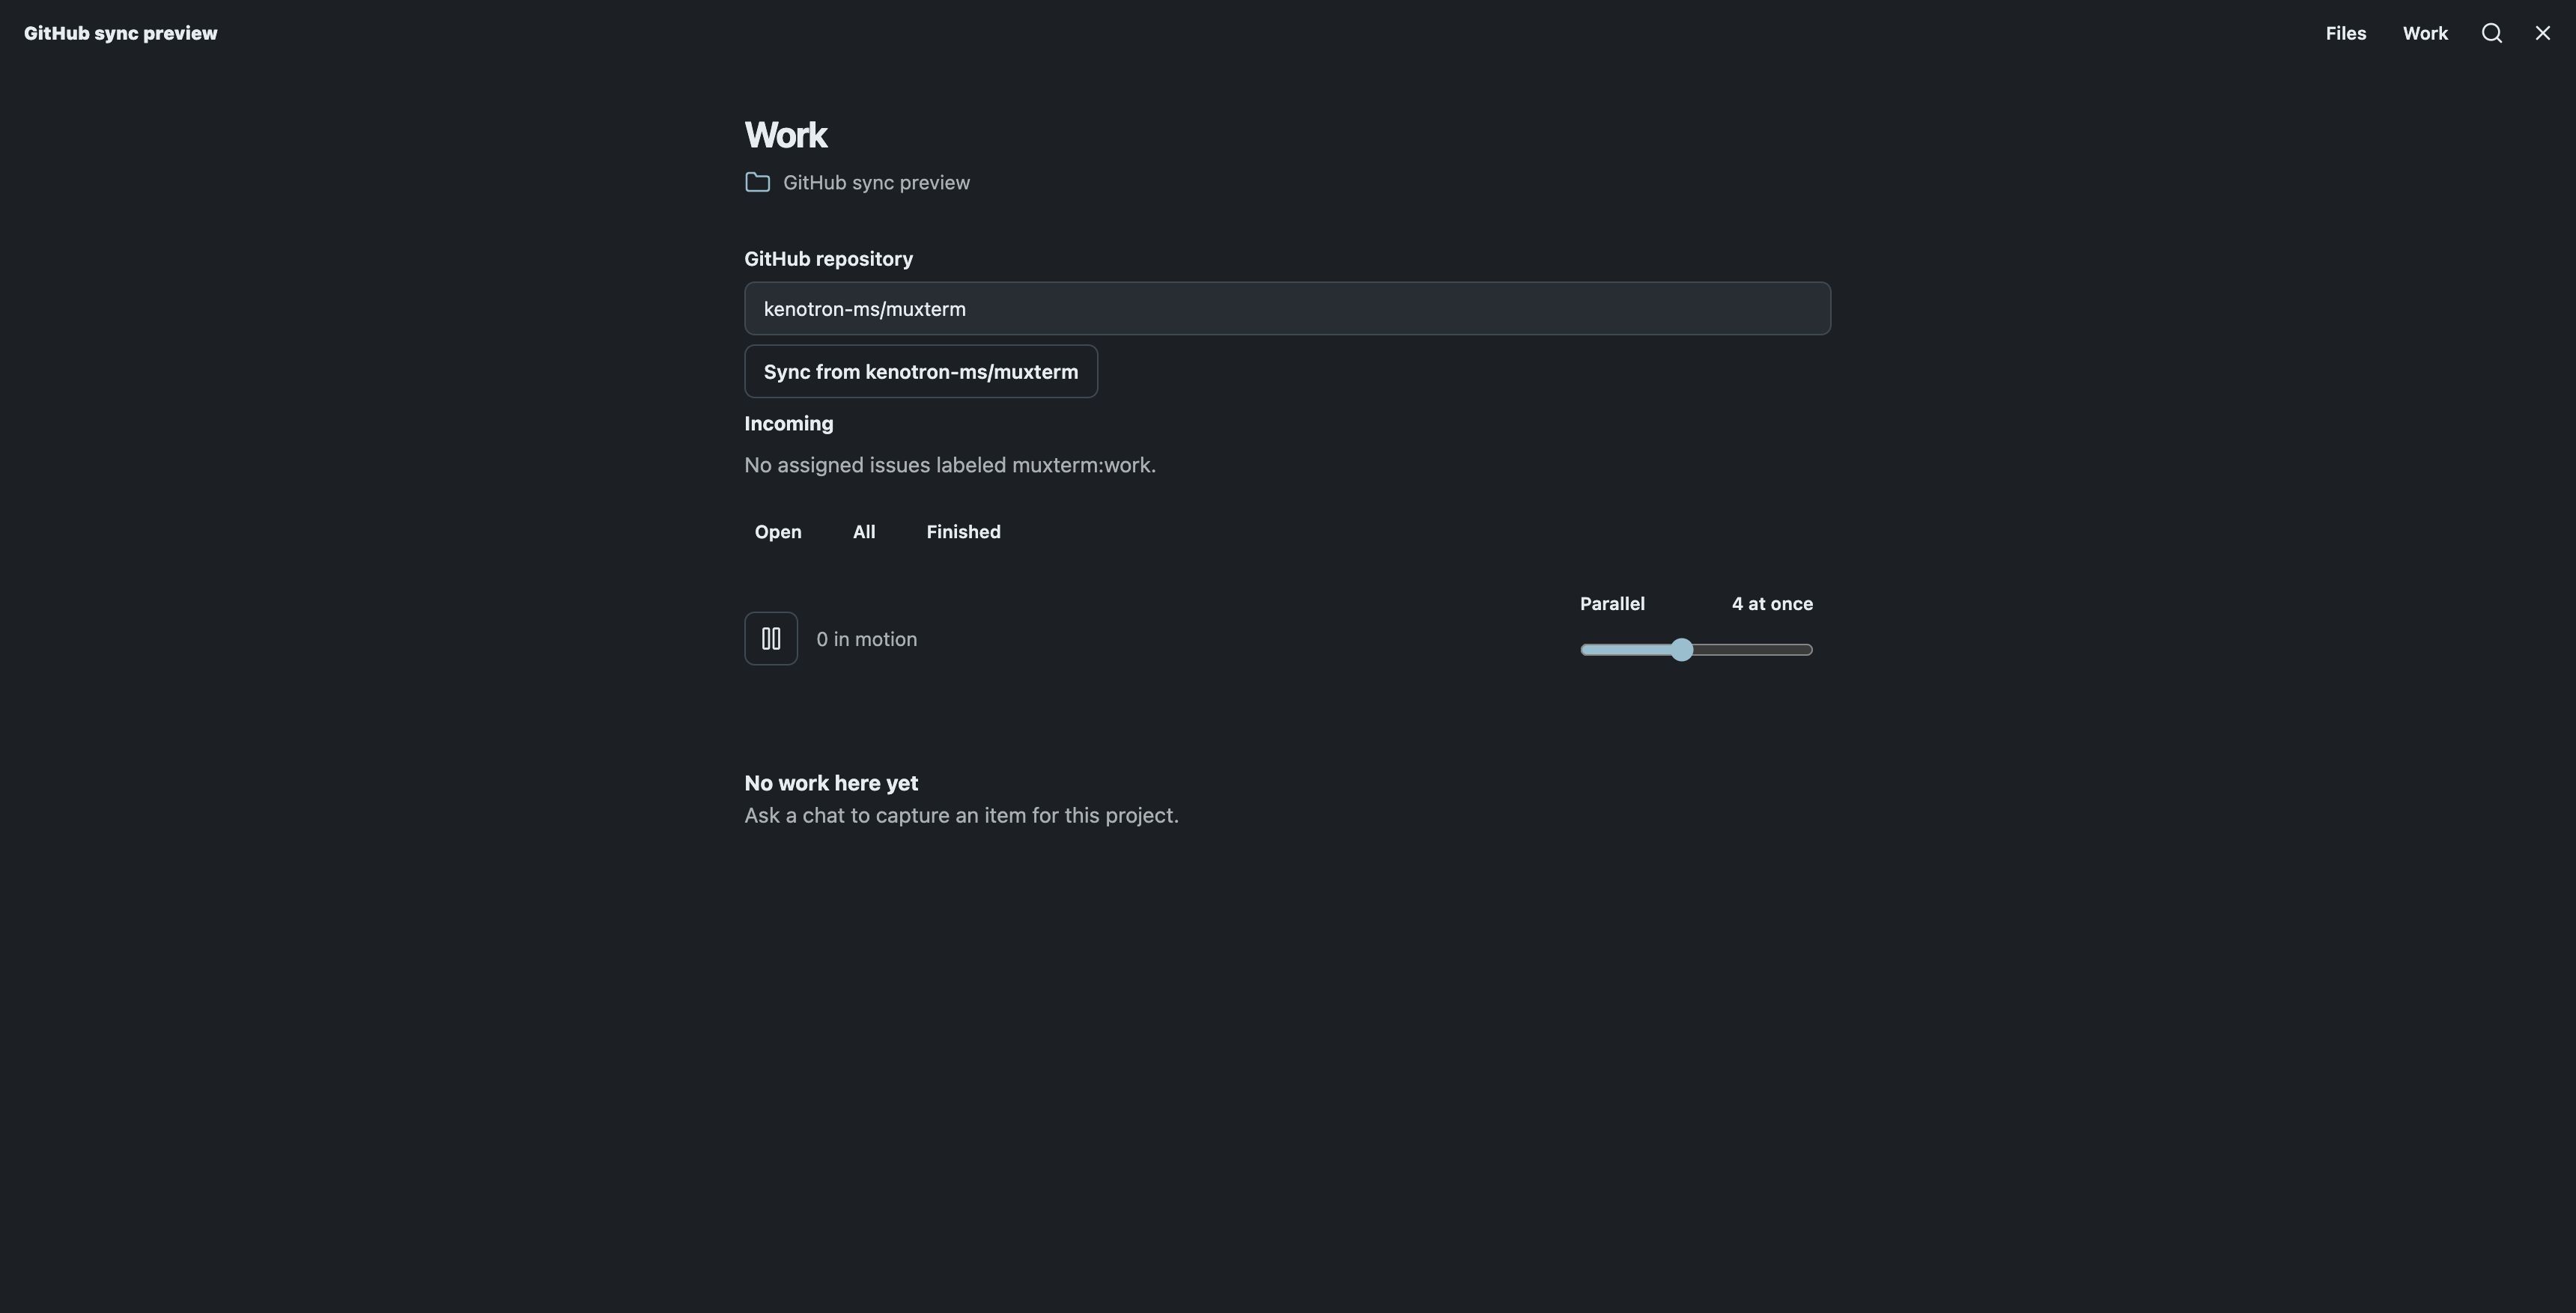 GitHub sync preview
Files
Work
Work
GitHub sync preview
GitHub repository
kenotron-ms/muxterm
Sync from kenotron-ms/muxterm
Incoming
No assigned issues labeled muxterm:work.
Open
All
Finished
Parallel
4 at once
0 in motion
No work here yet
Ask a chat to capture an item for this project.